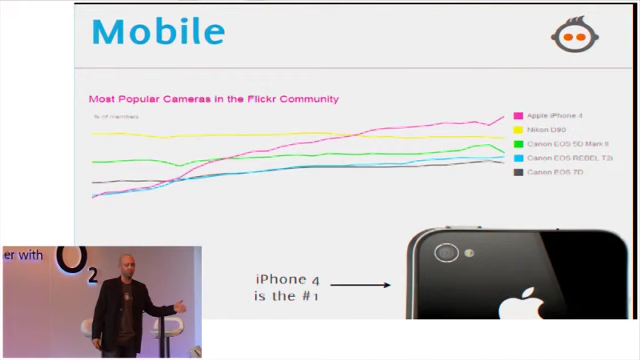 Mobile
Most Popular Cameras in the Flickr Community
% of members
Apple iPhone 4
Nikon D90
Canon EOS 5D Mark II
Canon EOS REBEL T2i
Canon EOS 7D
er with
O2
iPhone 4
is the #1